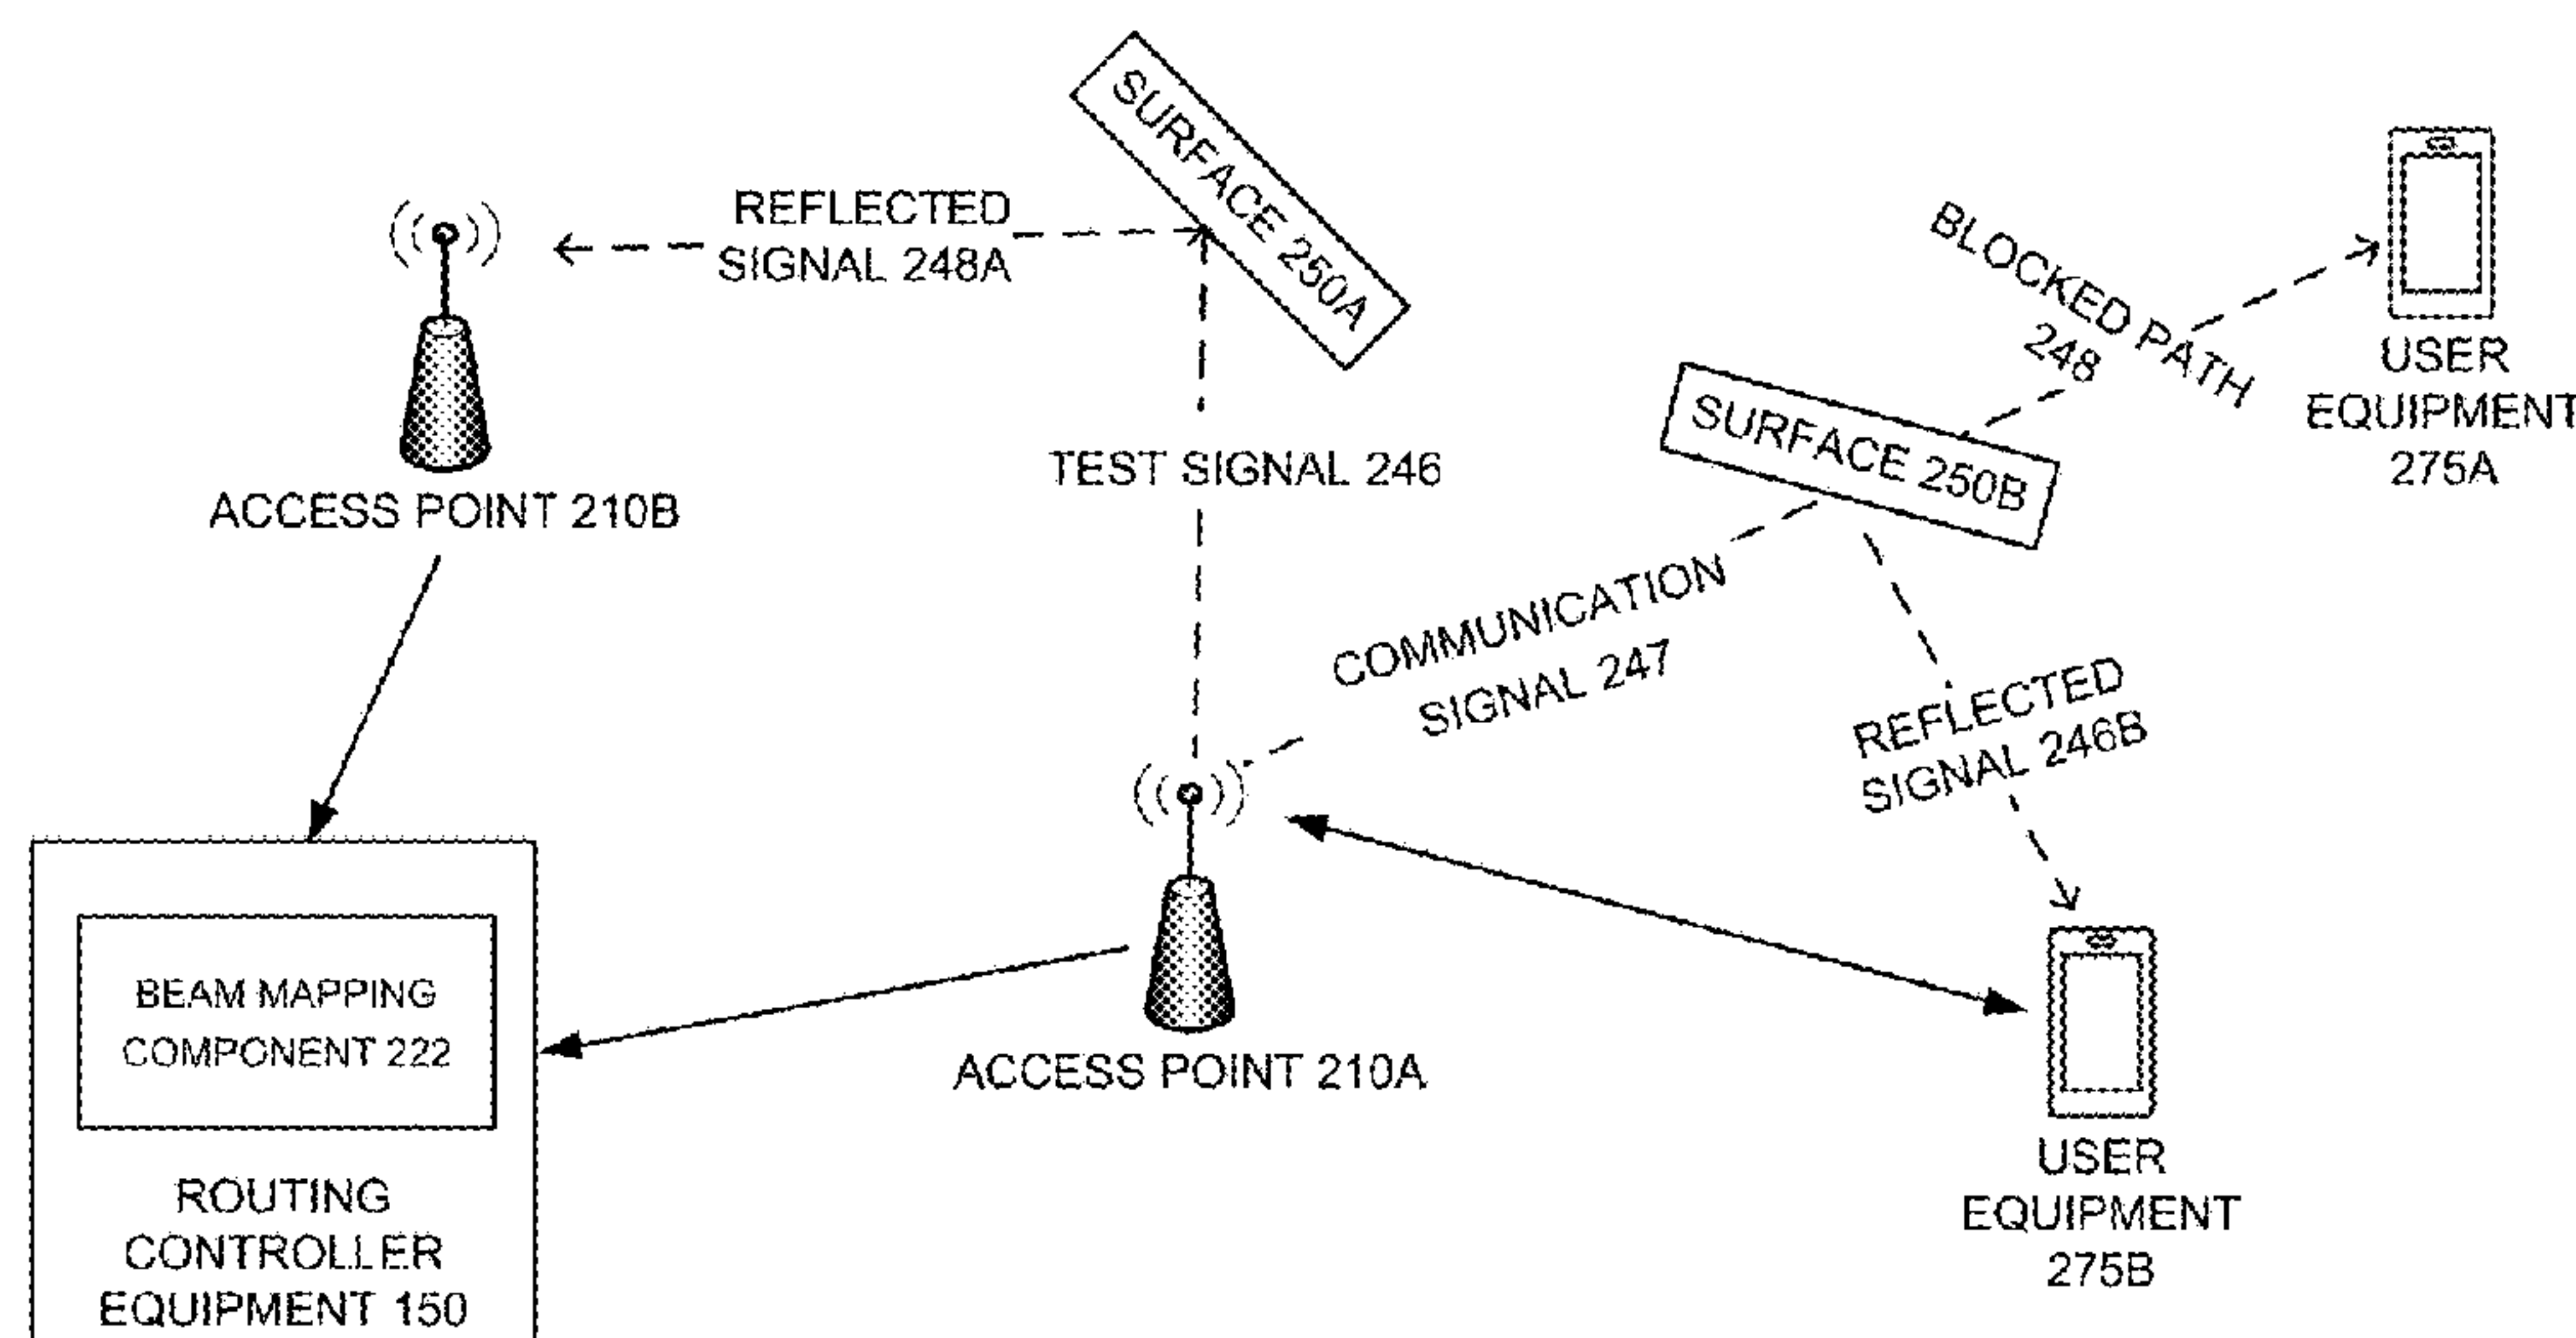 SURFACE 250A
REFLECTED
SIGNAL 248A
BLOCKED PATH
248
USER
EQUIPMENT
275A
SURFACE 250B
TEST SIGNAL 246
ACCESS POINT 210B
COMMUNICATION
SIGNAL 247
REFLECTED
SIGNAL 246B
BEAM MAPPING
COMPONENT 222
ROUTING
CONTROLLER
EQUIPMENT 150
ACCESS POINT 210A
USER
EQUIPMENT
275B